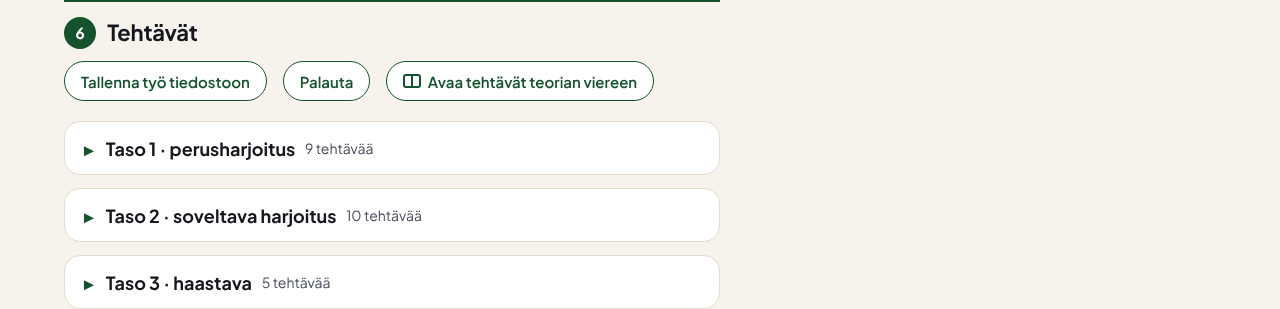 6 Tehtävät
Tallenna työ tiedostoon Palauta Avaa tehtävät teorian viereen
▶ Taso 1 · perusharjoitus 9 tehtävää
▶ Taso 2 · soveltava harjoitus 10 tehtävää
▶ Taso 3 · haastava 5 tehtävää